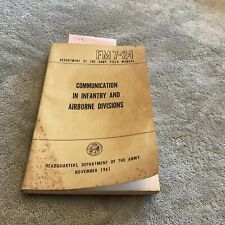 FM 7-24
DEPARTMENT OF THE ARMY FIELD MANUAL
COMMUNICATION
IN INFANTRY AND
AIRBORNE DIVISIONS
HEADQUARTERS, DEPARTMENT OF THE ARMY
NOVEMBER 1961